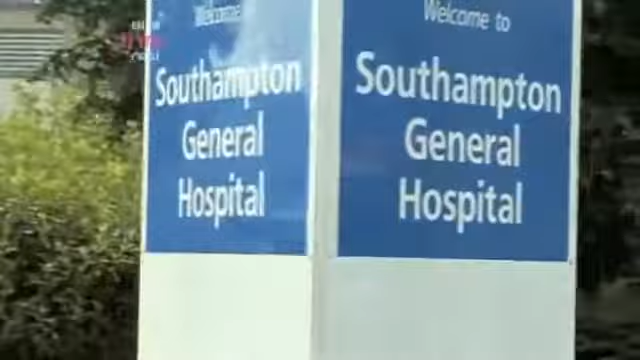 Welcome
Southampton
General
Hospital
Welcome to
Southampton
General
Hospital